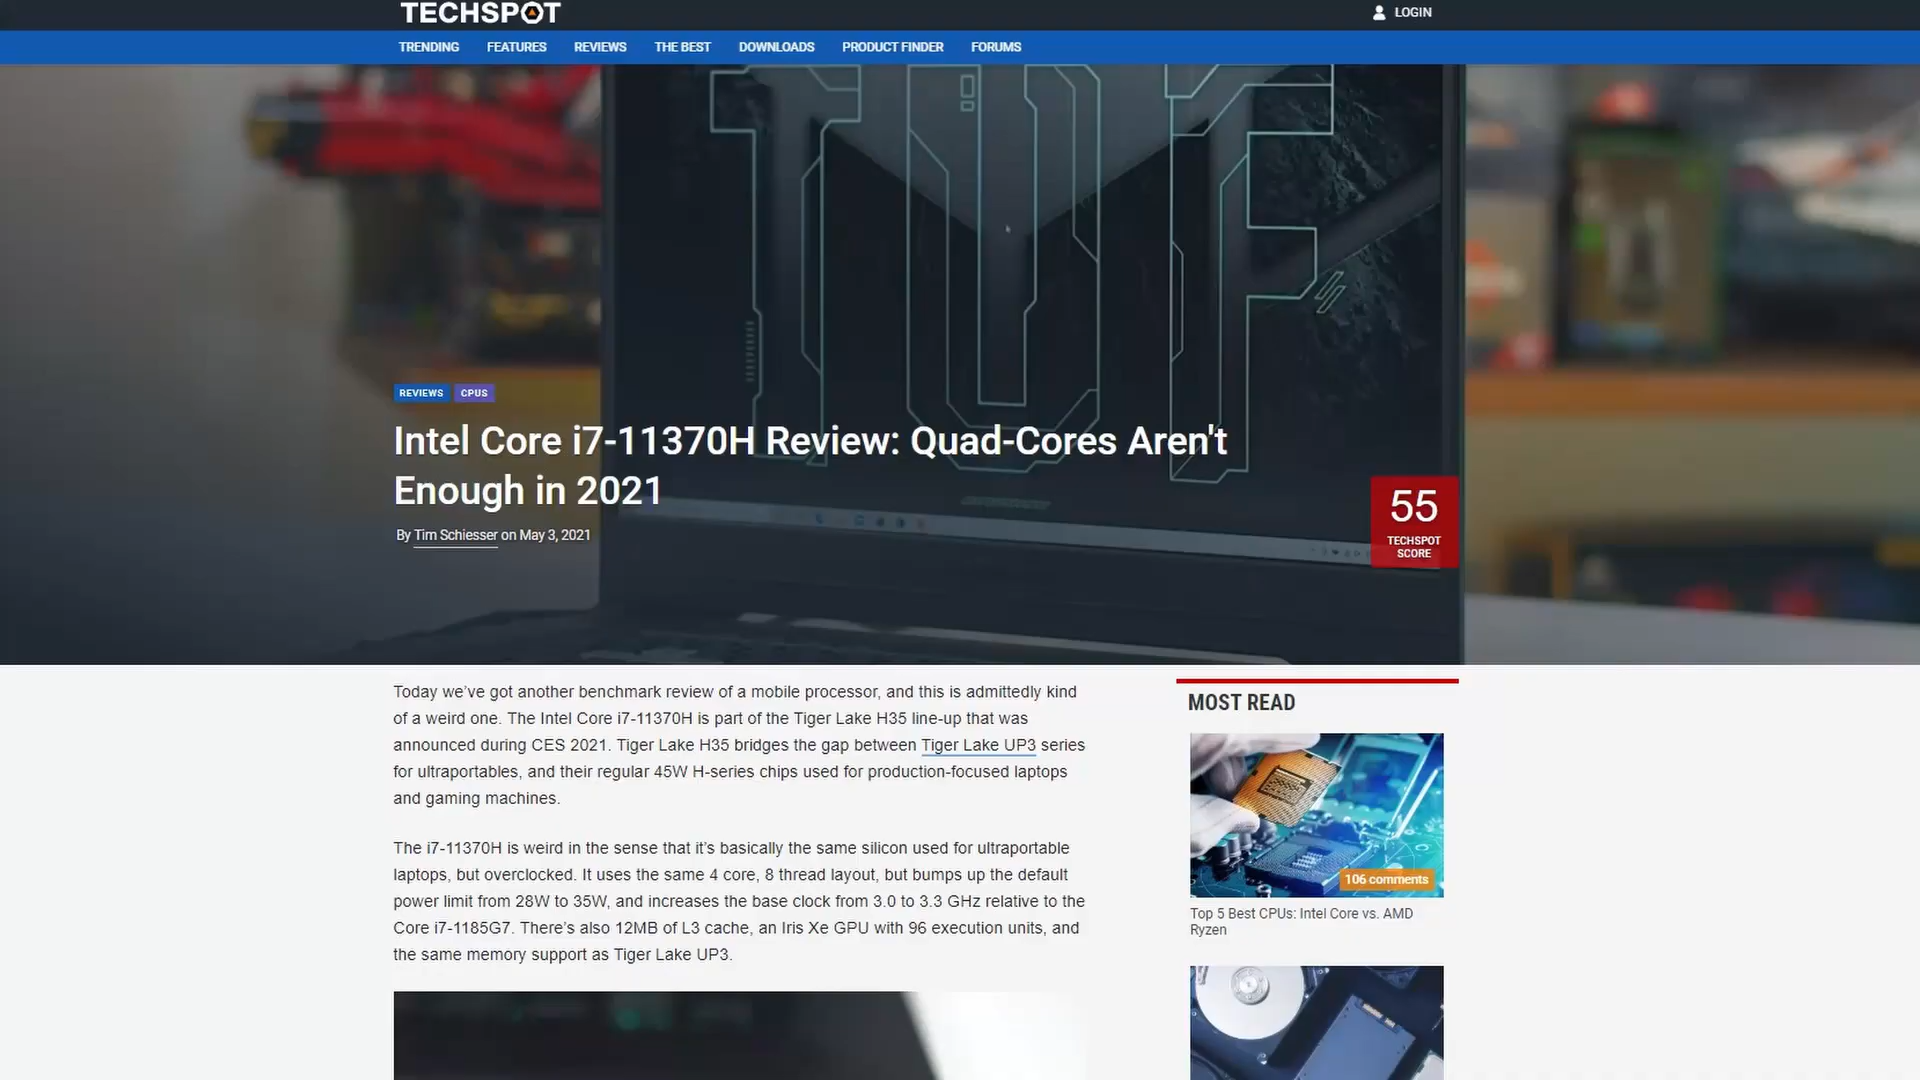 TECHSPOT
LOGIN
TRENDING FEATURES REVIEWS THE BEST DOWNLOADS PRODUCT FINDER FORUMS
TUF
REVIEWS CPUS
Intel Core i7-11370H Review: Quad-Cores Aren't
Enough in 2021
By Tim Schiesser on May 3, 2021
55
TECHSPOT
SCORE
Today we’ve got another benchmark review of a mobile processor, and this is admittedly kind
of a weird one. The Intel Core i7-11370H is part of the Tiger Lake H35 line-up that was
announced during CES 2021. Tiger Lake H35 bridges the gap between Tiger Lake UP3 series
for ultraportables, and their regular 45W H-series chips used for production-focused laptops
and gaming machines.
The i7-11370H is weird in the sense that it’s basically the same silicon used for ultraportable
laptops, but overclocked. It uses the same 4 core, 8 thread layout, but bumps up the default
power limit from 28W to 35W, and increases the base clock from 3.0 to 3.3 GHz relative to the
Core i7-1185G7. There’s also 12MB of L3 cache, an Iris Xe GPU with 96 execution units, and
the same memory support as Tiger Lake UP3.
MOST READ
106 comments
Top 5 Best CPUs: Intel Core vs. AMD
Ryzen